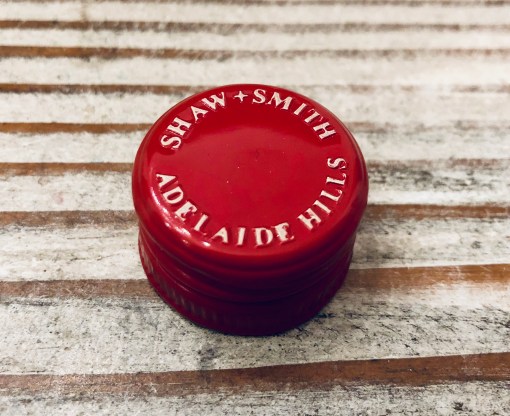 SHAW + SMITH
ADELAIDE HILLS